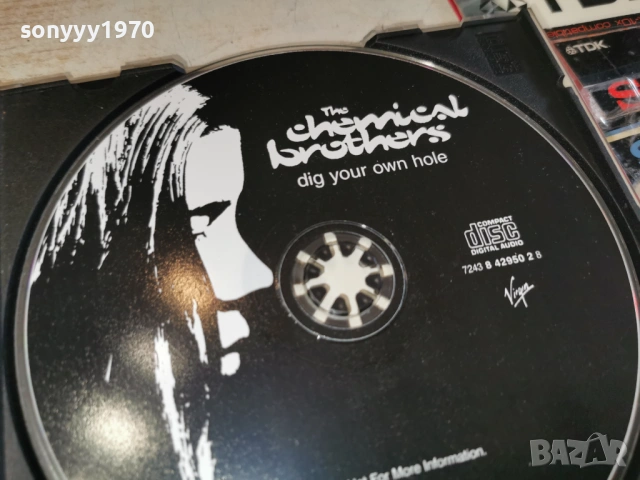 sonyyy1970
TDK
The
chemical
brothers
dig your own hole
COMPACT
disc
DIGITAL AUDIO
7243 8 42950 2 8
Virgin
For More Information.
BAZAR